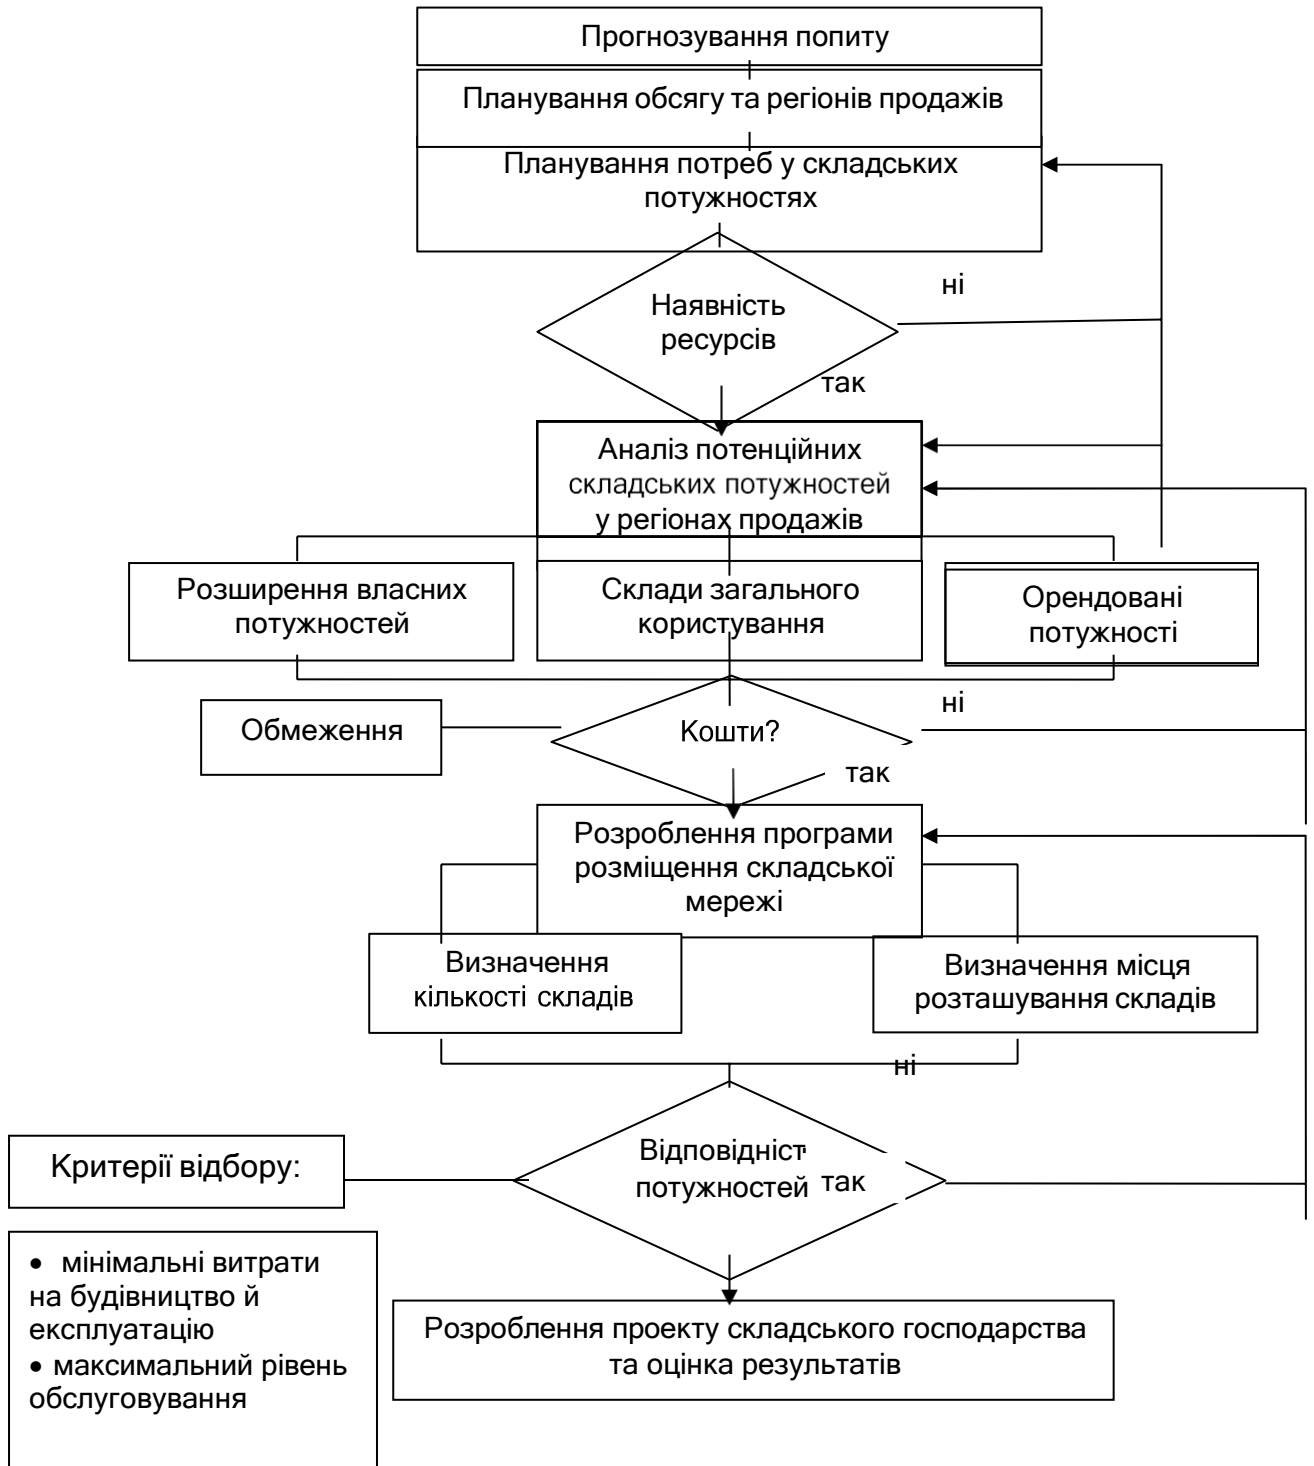 Прогнозування попиту
Планування обсягу та регіонів продажів
Планування потреб у складських
потужностях
ні
Наявність
ресурсів
так
Аналіз потенційних
складських потужностей
у регіонах продажів
Розширення власних
потужностей
Склади загального
користування
Орендовані
потужності
ні
Обмеження
Кошти?
так
Розроблення програми
розміщення складської
мережі
Визначення
кількості складів
Визначення місця
розташування складів
ні
Критерії відбору:
Відповідніст
потужностей
так
• мінімальні витрати
на будівництво й
експлуатацію
• максимальний рівень
обслуговування
Розроблення проекту складського господарства
та оцінка результатів